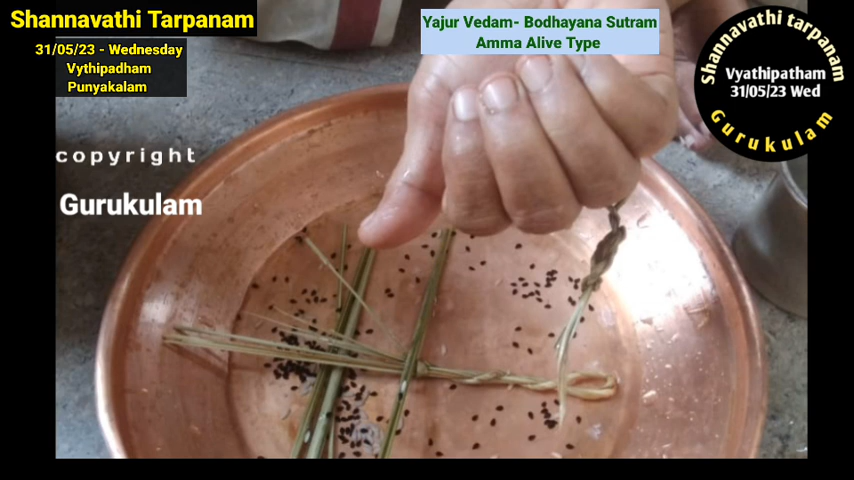 Shannavathi Tarpanam
31/05/23 - Wednesday
Vythipadham
Punyakalam
Yajur Vedam- Bodhayana Sutram
Amma Alive Type
Shannavathi tarpanam
Vyathipatham
31/05/23 Wed
Gurukulam
copyright
Gurukulam